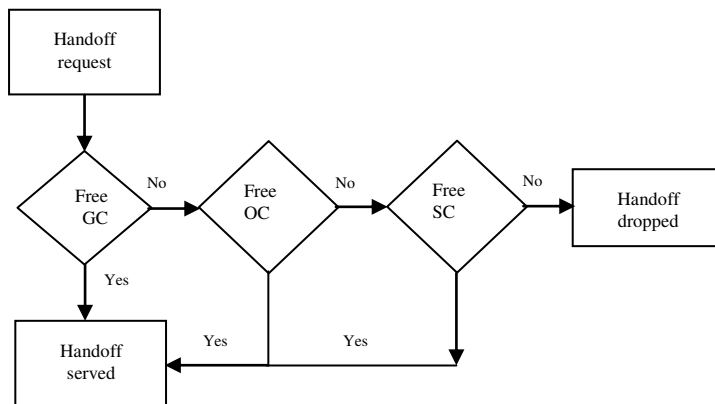 Handoff
request
Free
GC
No
Free
OC
No
Free
SC
No
Handoff
dropped
Yes
Handoff
served
Yes
Yes